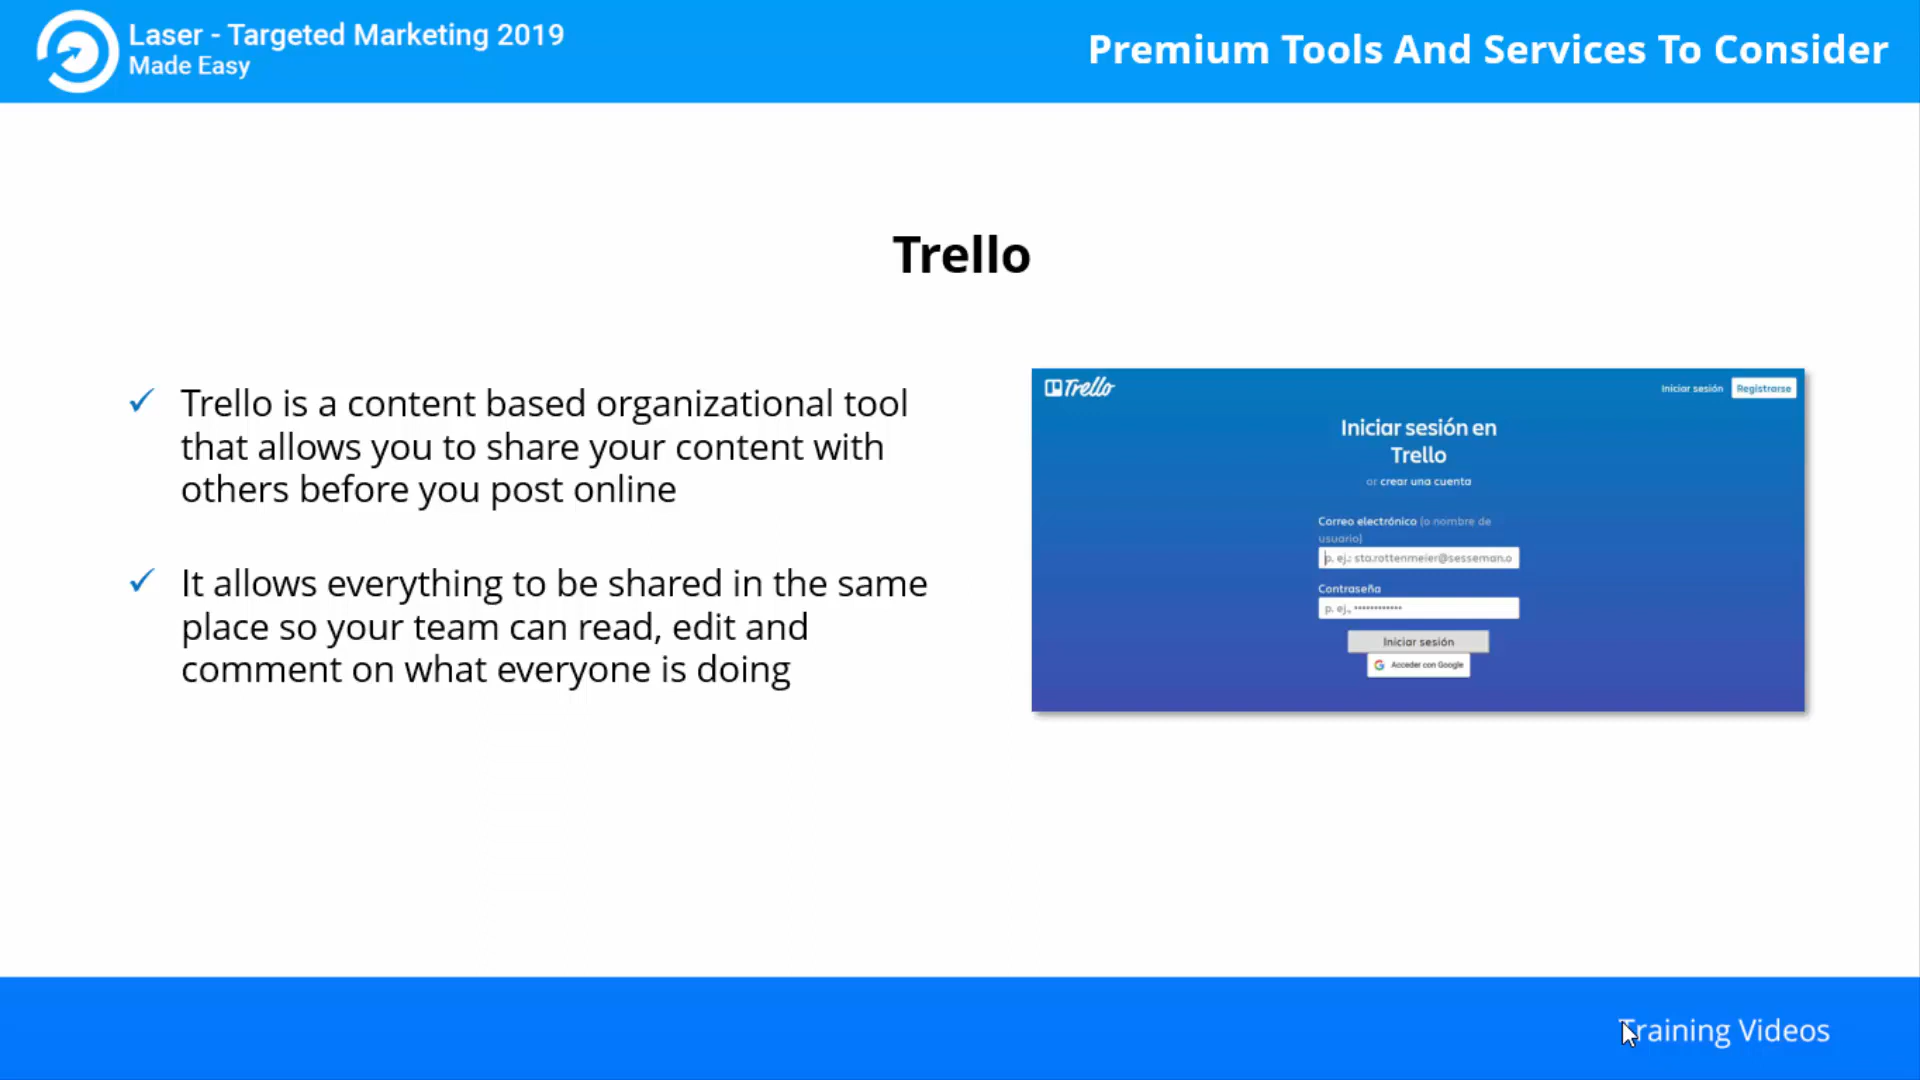 Laser - Targeted Marketing 2019
Made Easy
Premium Tools And Services To Consider
Trello
Trello is a content based organizational tool
that allows you to share your content with
others before you post online
It allows everything to be shared in the same
place so your team can read, edit and
comment on what everyone is doing
Trello
Iniciar sesión
Registrarse
Iniciar sesión en
Trello
or crear una cuenta
Correo electrónico (o nombre de
usuario)
p. ej.: sta.rottenmeier@sesseman.o
Contraseña
p. ej., ••••••••••••
Iniciar sesión
Acceder con Google
Training Videos